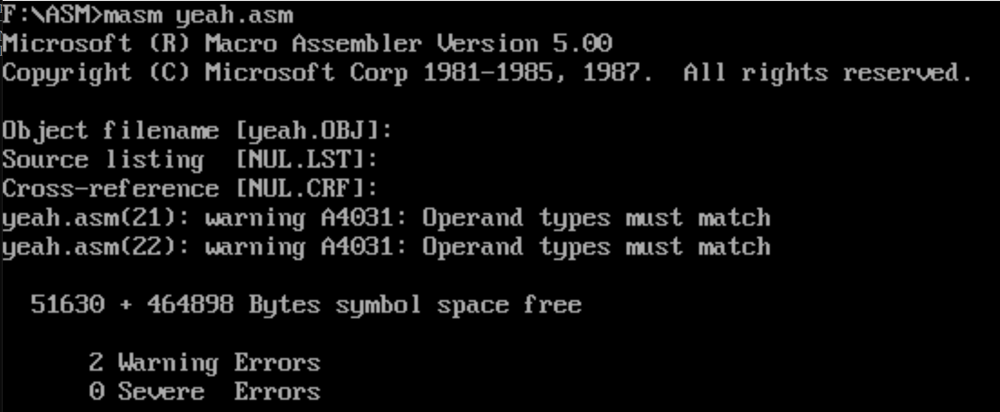 F:\ASM>masm yeah.asm
Microsoft (R) Macro Assembler Version 5.00
Copyright (C) Microsoft Corp 1981-1985, 1987.  All rights reserved.

Object filename [yeah.OBJ]:
Source listing  [NUL.LST]:
Cross-reference [NUL.CRF]:
yeah.asm(21): warning A4031: Operand types must match
yeah.asm(22): warning A4031: Operand types must match

  51630 + 464898 Bytes symbol space free

      2 Warning Errors
      0 Severe  Errors